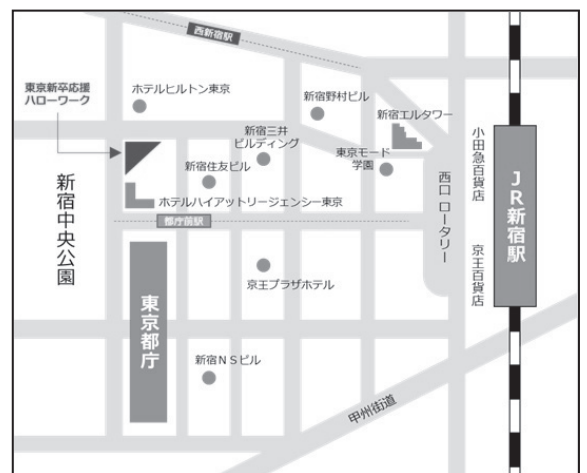 西新宿駅
東京新卒応援
ハローワーク
ホテルヒルトン東京
新宿野村ビル
新宿エルタワー
新宿三井
ビルディング
東京モード
学園
新宿住友ビル
小田急百貨店
JR新宿駅
新宿中央公園
ホテルハイアットリージェンシー東京
西口 ロータリー
都庁前駅
京王百貨店
京王プラザホテル
東京都庁
新宿NSビル
甲州街道